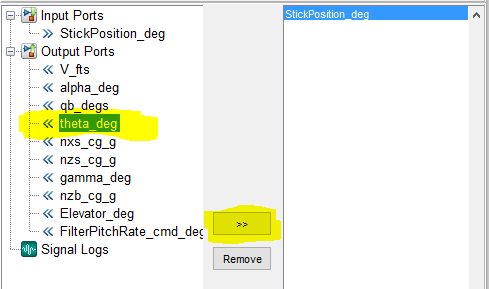 Input Ports
StickPosition_deg
Output Ports
V_fts
alpha_deg
qb_degs
theta_deg
nxs_cg_g
nzs_cg_g
gamma_deg
nzb_cg_g
Elevator_deg
FilterPitchRate_cmd_deg
Signal Logs
>>
Remove
StickPosition_deg